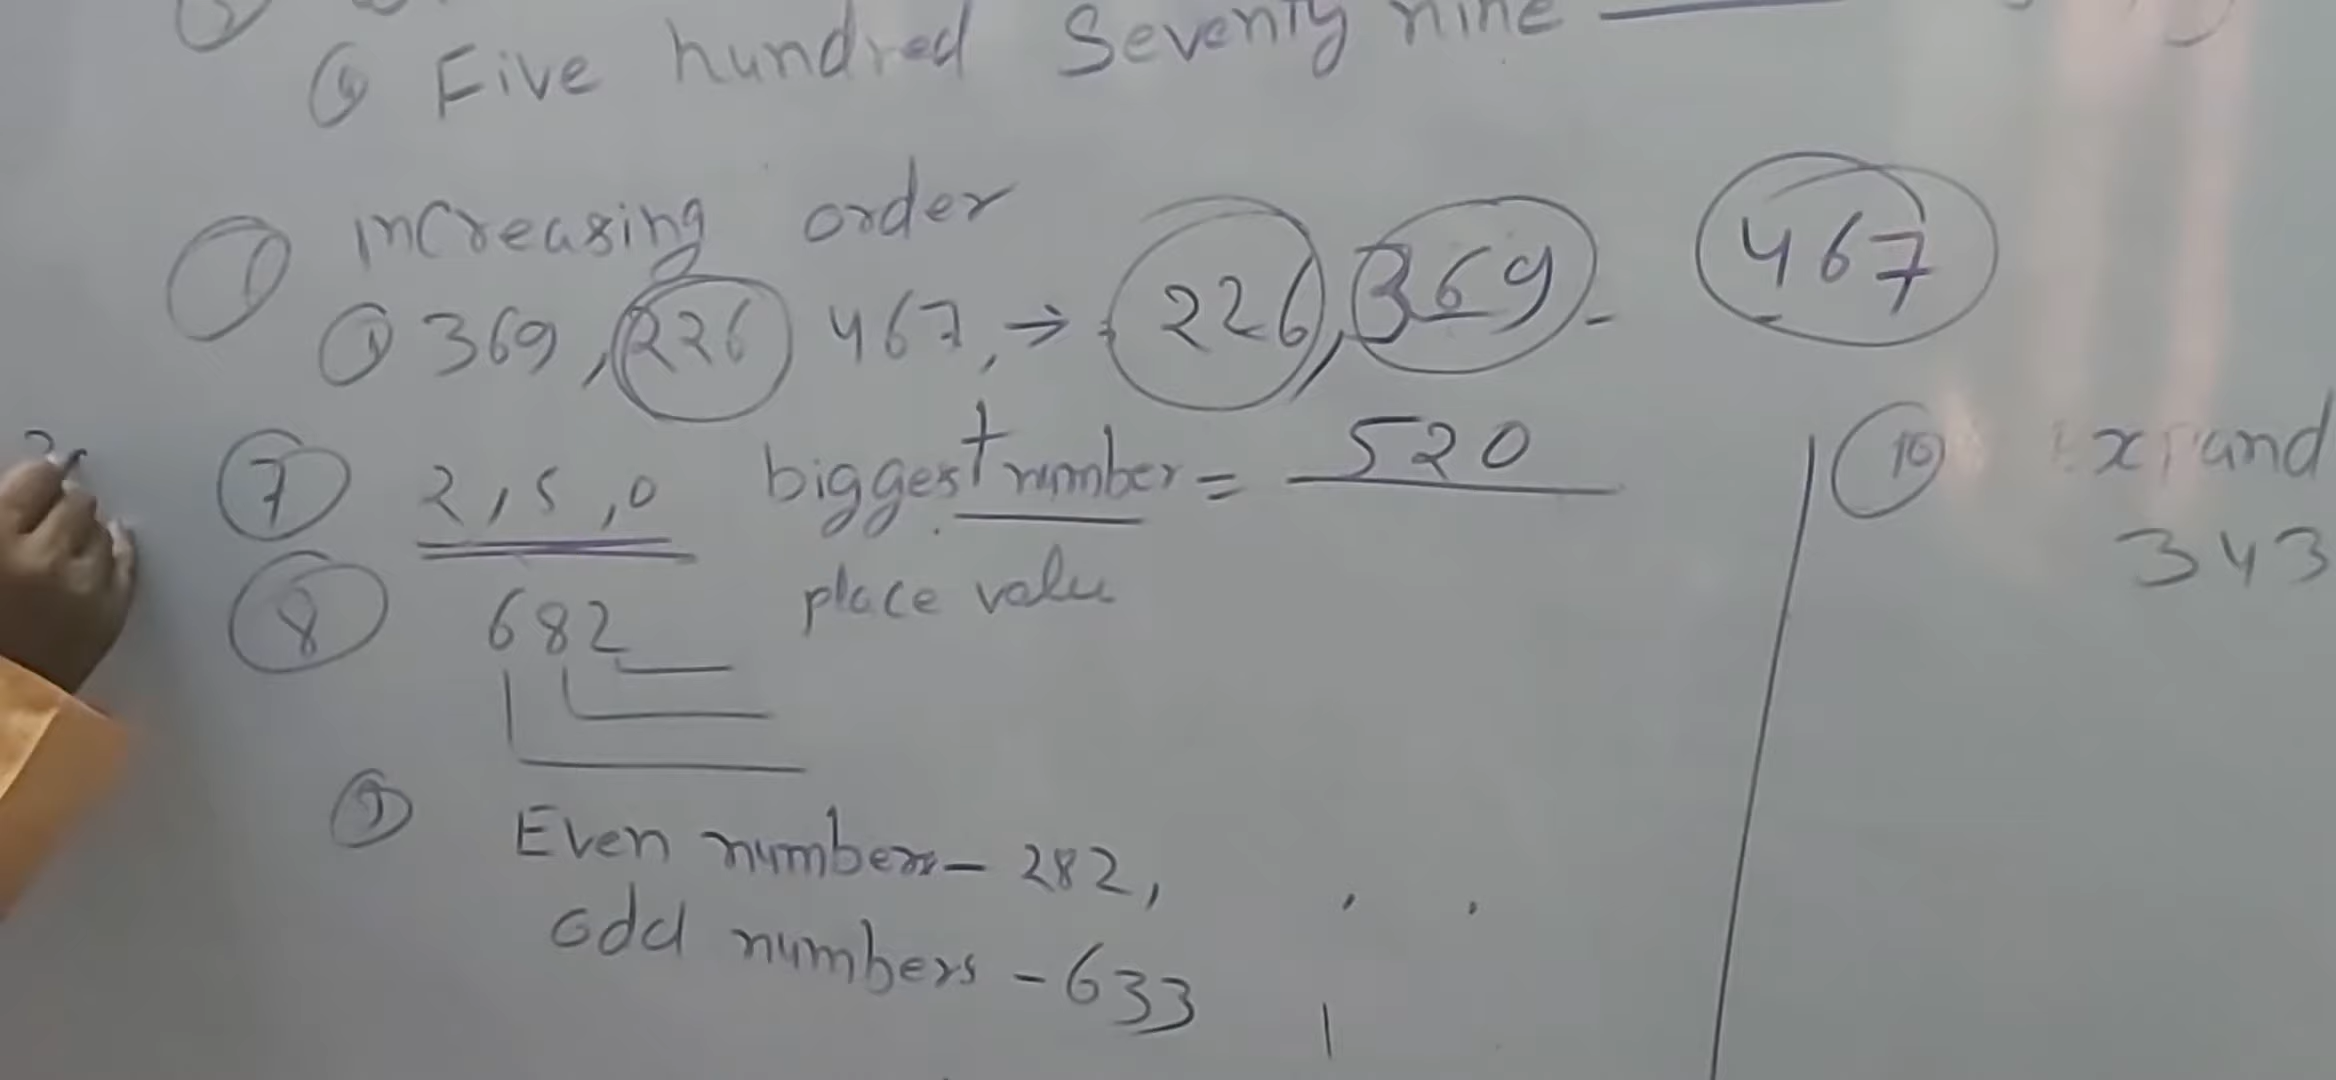 Five hundred Seventy nine
increasing order
① 369, 226 467, → 226, 369 - 467
⑦ 2, 5, 0 biggest number = 520
⑧ 682 place value
⑨ Even numbers - 282, , ,
odd numbers - 633
⑩ Expand
343